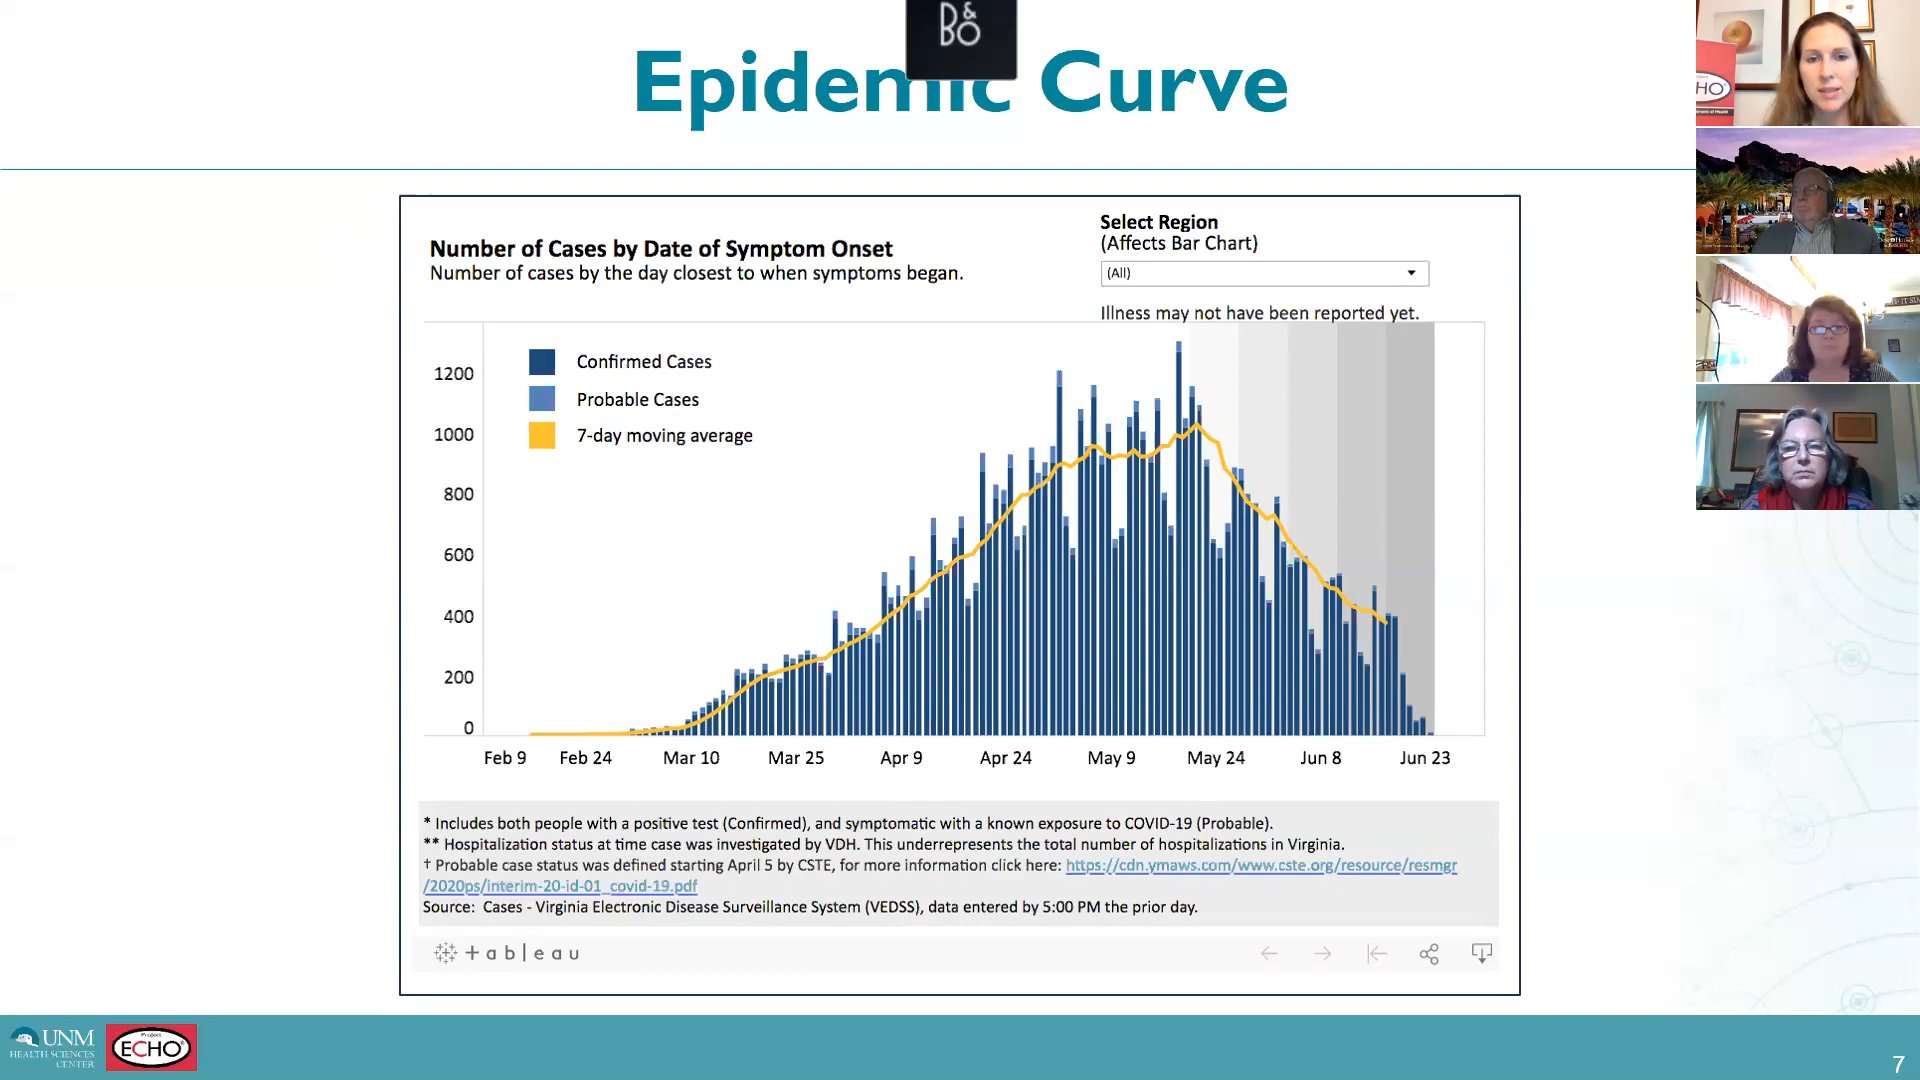 B&O
Epidemic Curve
Number of Cases by Date of Symptom Onset
Number of cases by the day closest to when symptoms began.
Select Region
(Affects Bar Chart)
(All)
Illness may not have been reported yet.
Confirmed Cases
Probable Cases
7-day moving average
1200
1000
800
600
400
200
0
Feb 9 Feb 24 Mar 10 Mar 25 Apr 9 Apr 24 May 9 May 24 Jun 8 Jun 23
* Includes both people with a positive test (Confirmed), and symptomatic with a known exposure to COVID-19 (Probable).
** Hospitalization status at time case was investigated by VDH. This underrepresents the total number of hospitalizations in Virginia.
† Probable case status was defined starting April 5 by CSTE, for more information click here: https://cdn.ymaws.com/www.cste.org/resource/resmgr
/2020ps/interim-20-id-01_covid-19.pdf
Source: Cases - Virginia Electronic Disease Surveillance System (VEDSS), data entered by 5:00 PM the prior day.
+ableau
UNM
HEALTH SCIENCES
CENTER
Project
ECHO
7
HO